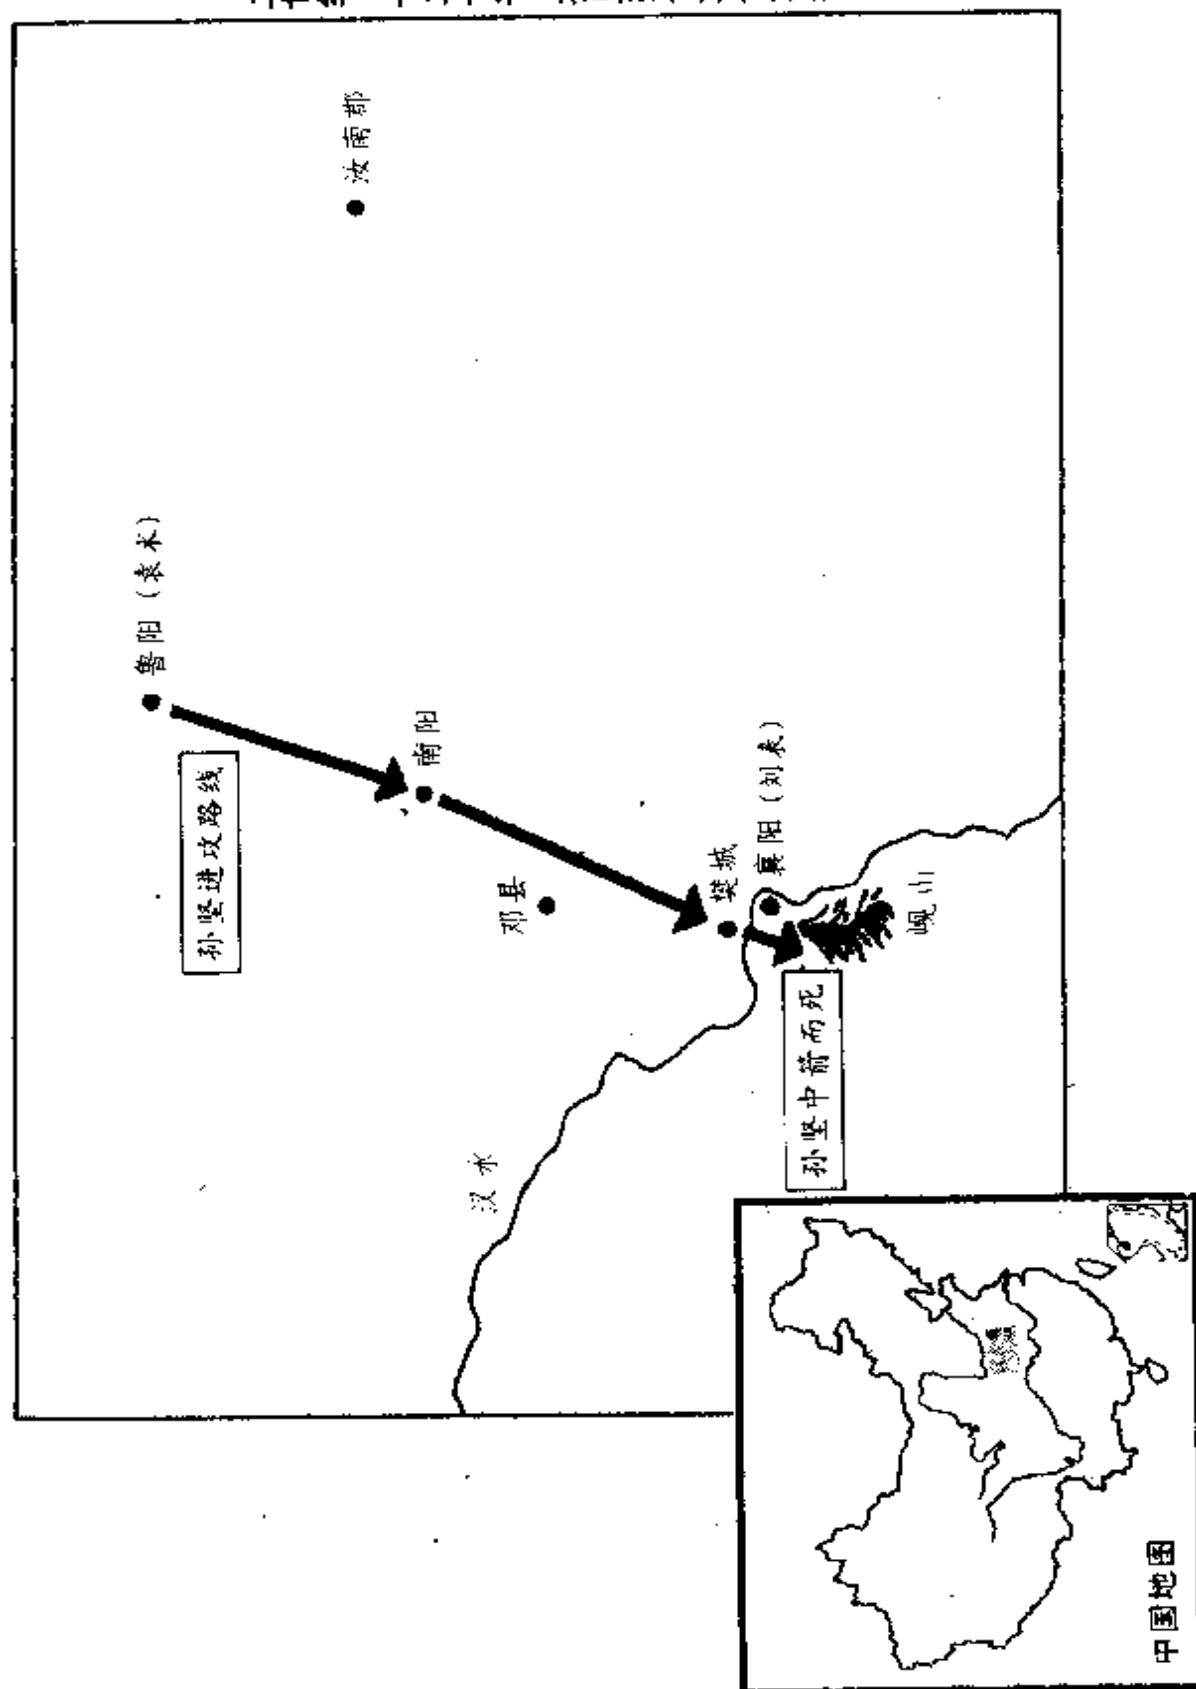 汝南郡
鲁阳（袁术）
孙坚进攻路线
南阳
邓县
樊城
襄阳（刘表）
岘山
孙坚中箭而死
汉水
中国地图